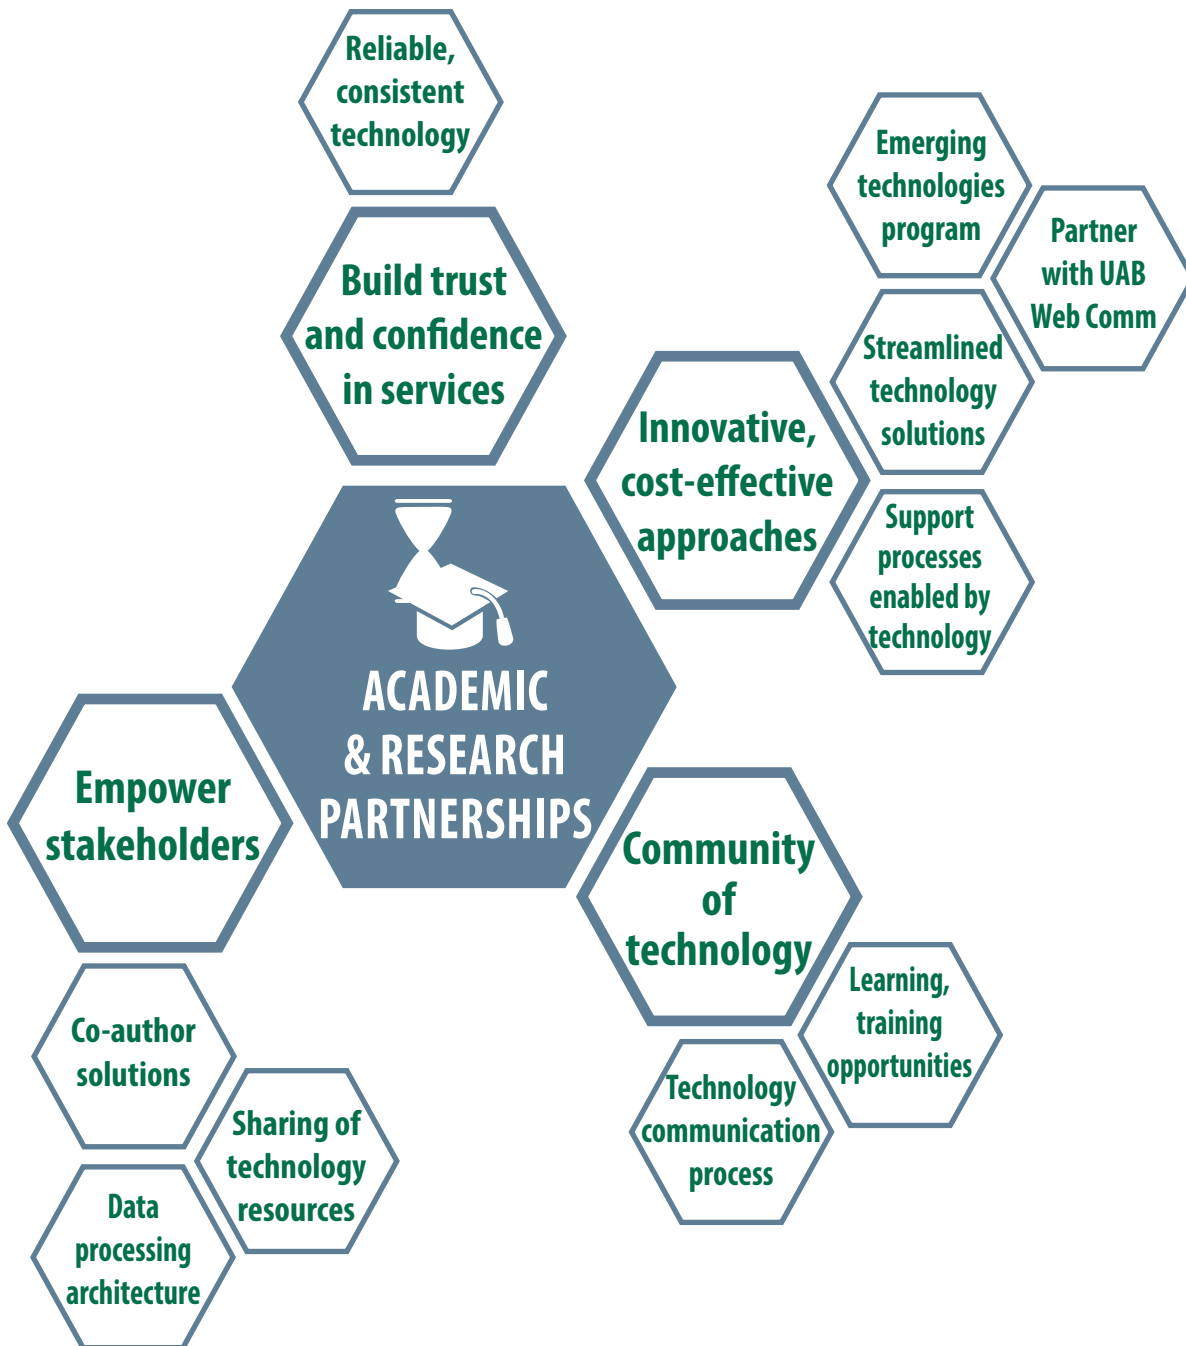 Reliable,
consistent
technology
Build trust
and confidence
in services
Emerging
technologies
program
Partner
with UAB
Web Comm
Streamlined
technology
solutions
Innovative,
cost-effective
approaches
Support
processes
enabled by
technology
ACADEMIC
& RESEARCH
PARTNERSHIPS
Empower
stakeholders
Community
of
technology
Learning,
training
opportunities
Technology
communication
process
Co-author
solutions
Sharing of
technology
resources
Data
processing
architecture